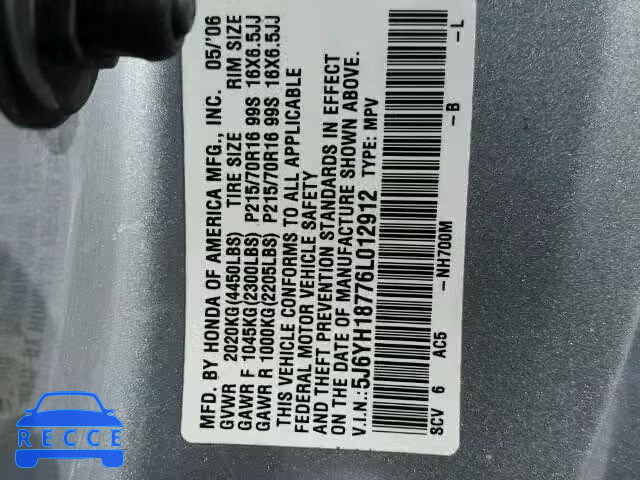 MFD. BY HONDA OF AMERICA MFG., INC. 05/'06
GVWR 2020KG(4450LBS) TIRE SIZE RIM SIZE
GAWR F 1045KG(2300LBS) P215/70R16 99S 16X6.5JJ
GAWR R 1000KG(2205LBS) P215/70R16 99S 16X6.5JJ
THIS VEHICLE CONFORMS TO ALL APPLICABLE
FEDERAL MOTOR VEHICLE SAFETY
AND THEFT PREVENTION STANDARDS IN EFFECT
ON THE DATE OF MANUFACTURE SHOWN ABOVE.
V.I.N.:5J6YH18776L012912 TYPE: MPV
SCV 6 AC5 -NH700M -B -L
RECCE